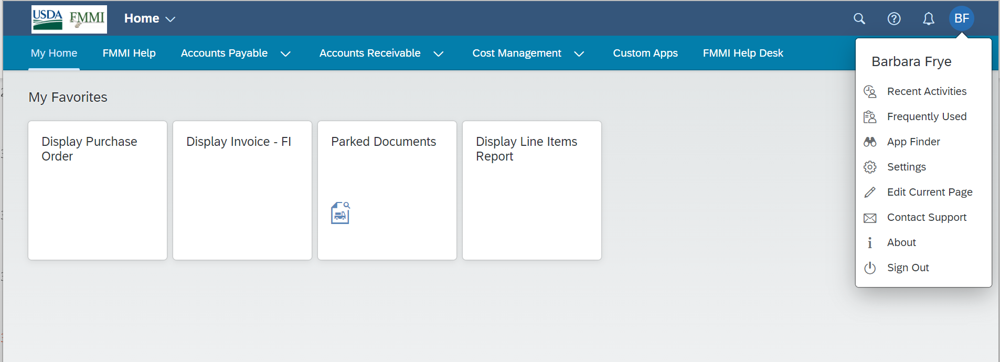 USDA FMMI Home BF
My Home FMMI Help Accounts Payable Accounts Receivable Cost Management Custom Apps FMMI Help Desk
Barbara Frye
Recent Activities
Frequently Used
App Finder
Settings
Edit Current Page
Contact Support
About
Sign Out
My Favorites
Display Purchase
Order
Display Invoice - FI
Parked Documents
Display Line Items
Report